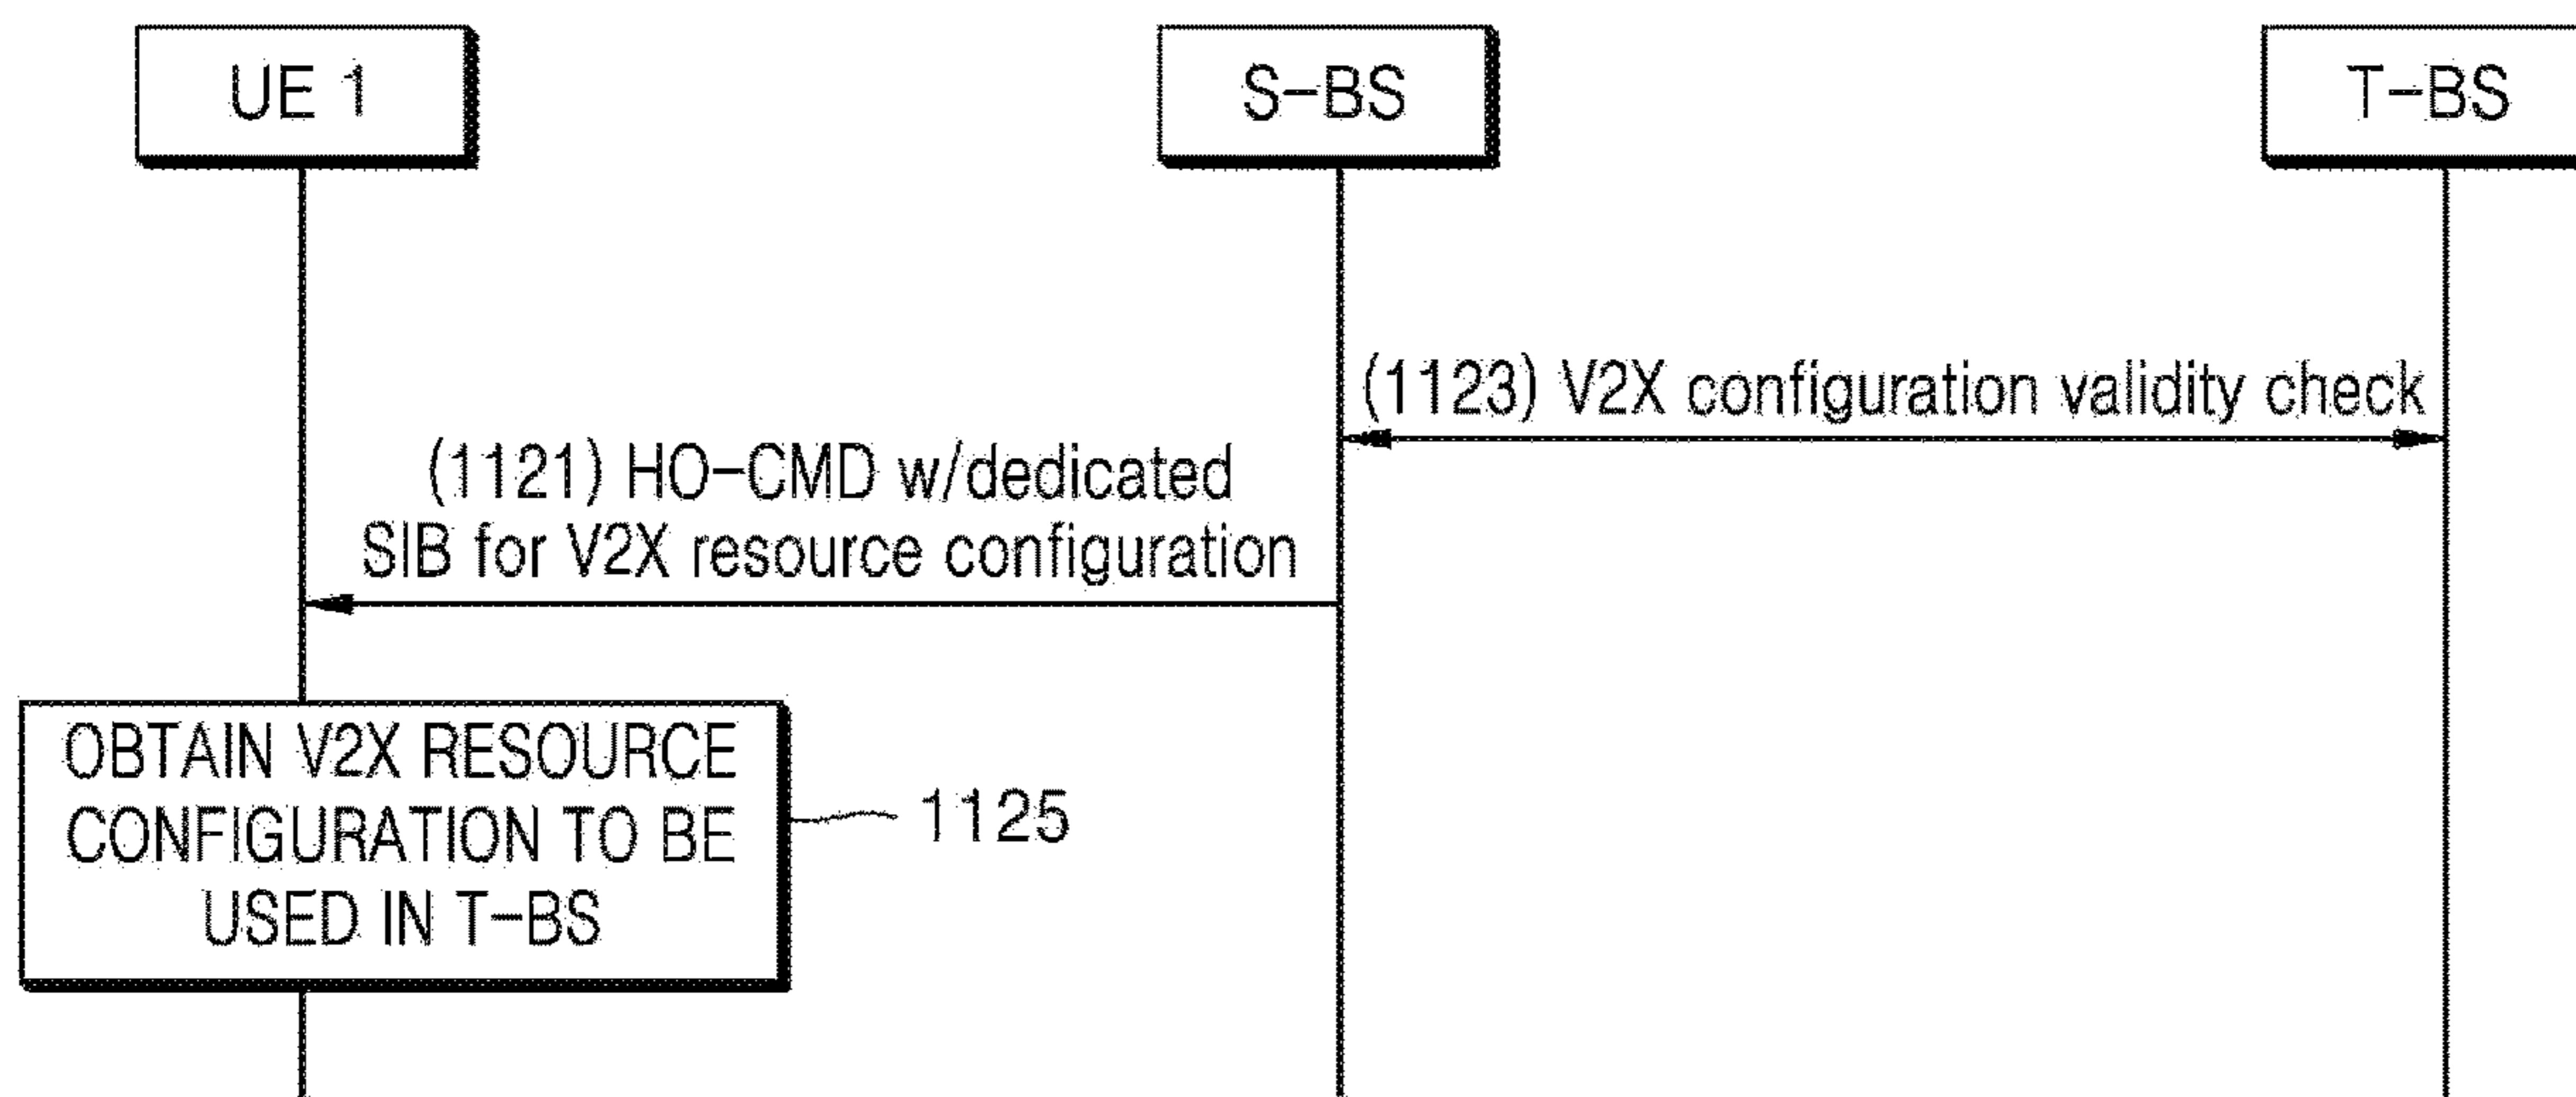 UE 1
S-BS
T-BS
(1123) V2X configuration validity check
(1121) HO-CMD w/dedicated
SIB for V2X resource configuration
OBTAIN V2X RESOURCE
CONFIGURATION TO BE
USED IN T-BS
1125